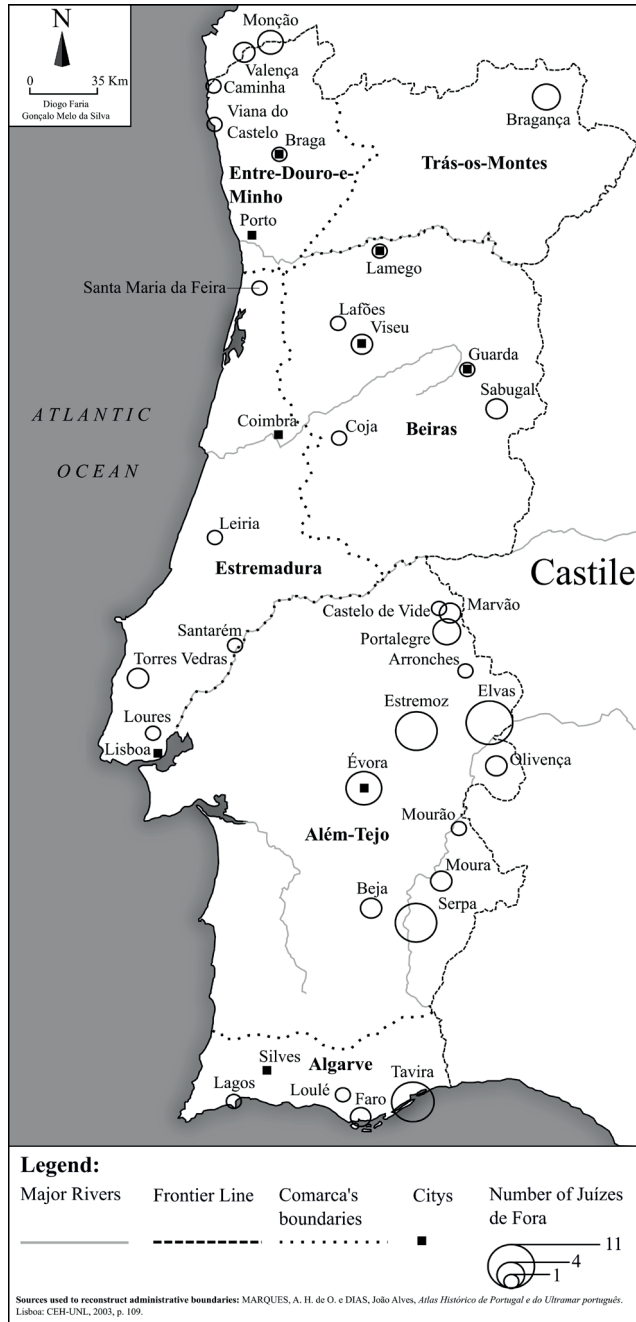 N
0 35 Km
Diogo Faria
Gonçalo Melo da Silva
Monção
Valença
Caminha
Viana do
Castelo
Braga
Bragança
Entre-Douro-e-
Minho
Trás-os-Montes
Porto
Lamego
Santa Maria da Feira
Lafões
Viseu
Guarda
Sabugal
ATLANTIC
OCEAN
Coimbra
Coja
Beiras
Leiria
Estremadura
Castile
Castelo de Vide
Marvão
Santarém
Portalegre
Torres Vedras
Arronches
Elvas
Estremoz
Loures
Lisboa
Olivença
Évora
Mourão
Além-Tejo
Moura
Beja
Serpa
Silves
Algarve
Tavira
Lagos
Loulé
Faro
Legend:
Major Rivers
Frontier Line
Comarca's
boundaries
Citys
Number of Juízes
de Fora
11
4
1
Sources used to reconstruct administrative boundaries: MARQUES, A. H. de O. e DIAS, João Alves, Atlas Histórico de Portugal e do Ultramar português.
Lisboa: CEH-UNL, 2003, p. 109.